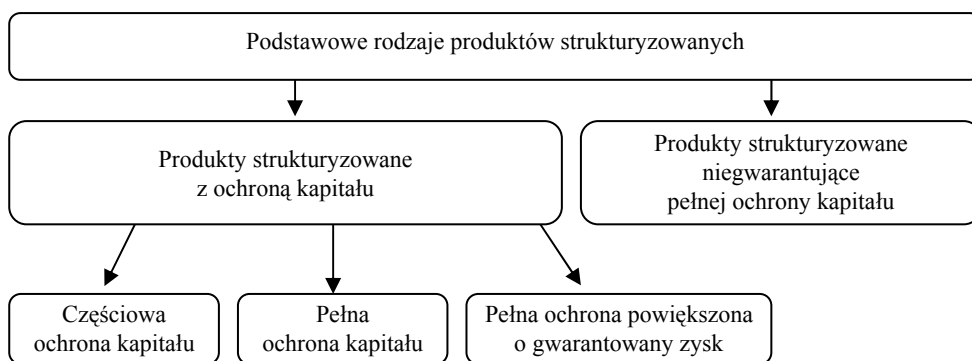 Podstawowe rodzaje produktów strukturyzowanych
Produkty strukturyzowane
z ochroną kapitału
Produkty strukturyzowane
niegwarantujące
pełnej ochrony kapitału
Częściowa
ochrona kapitału
Pełna
ochrona kapitału
Pełna ochrona powiększona
o gwarantowany zysk